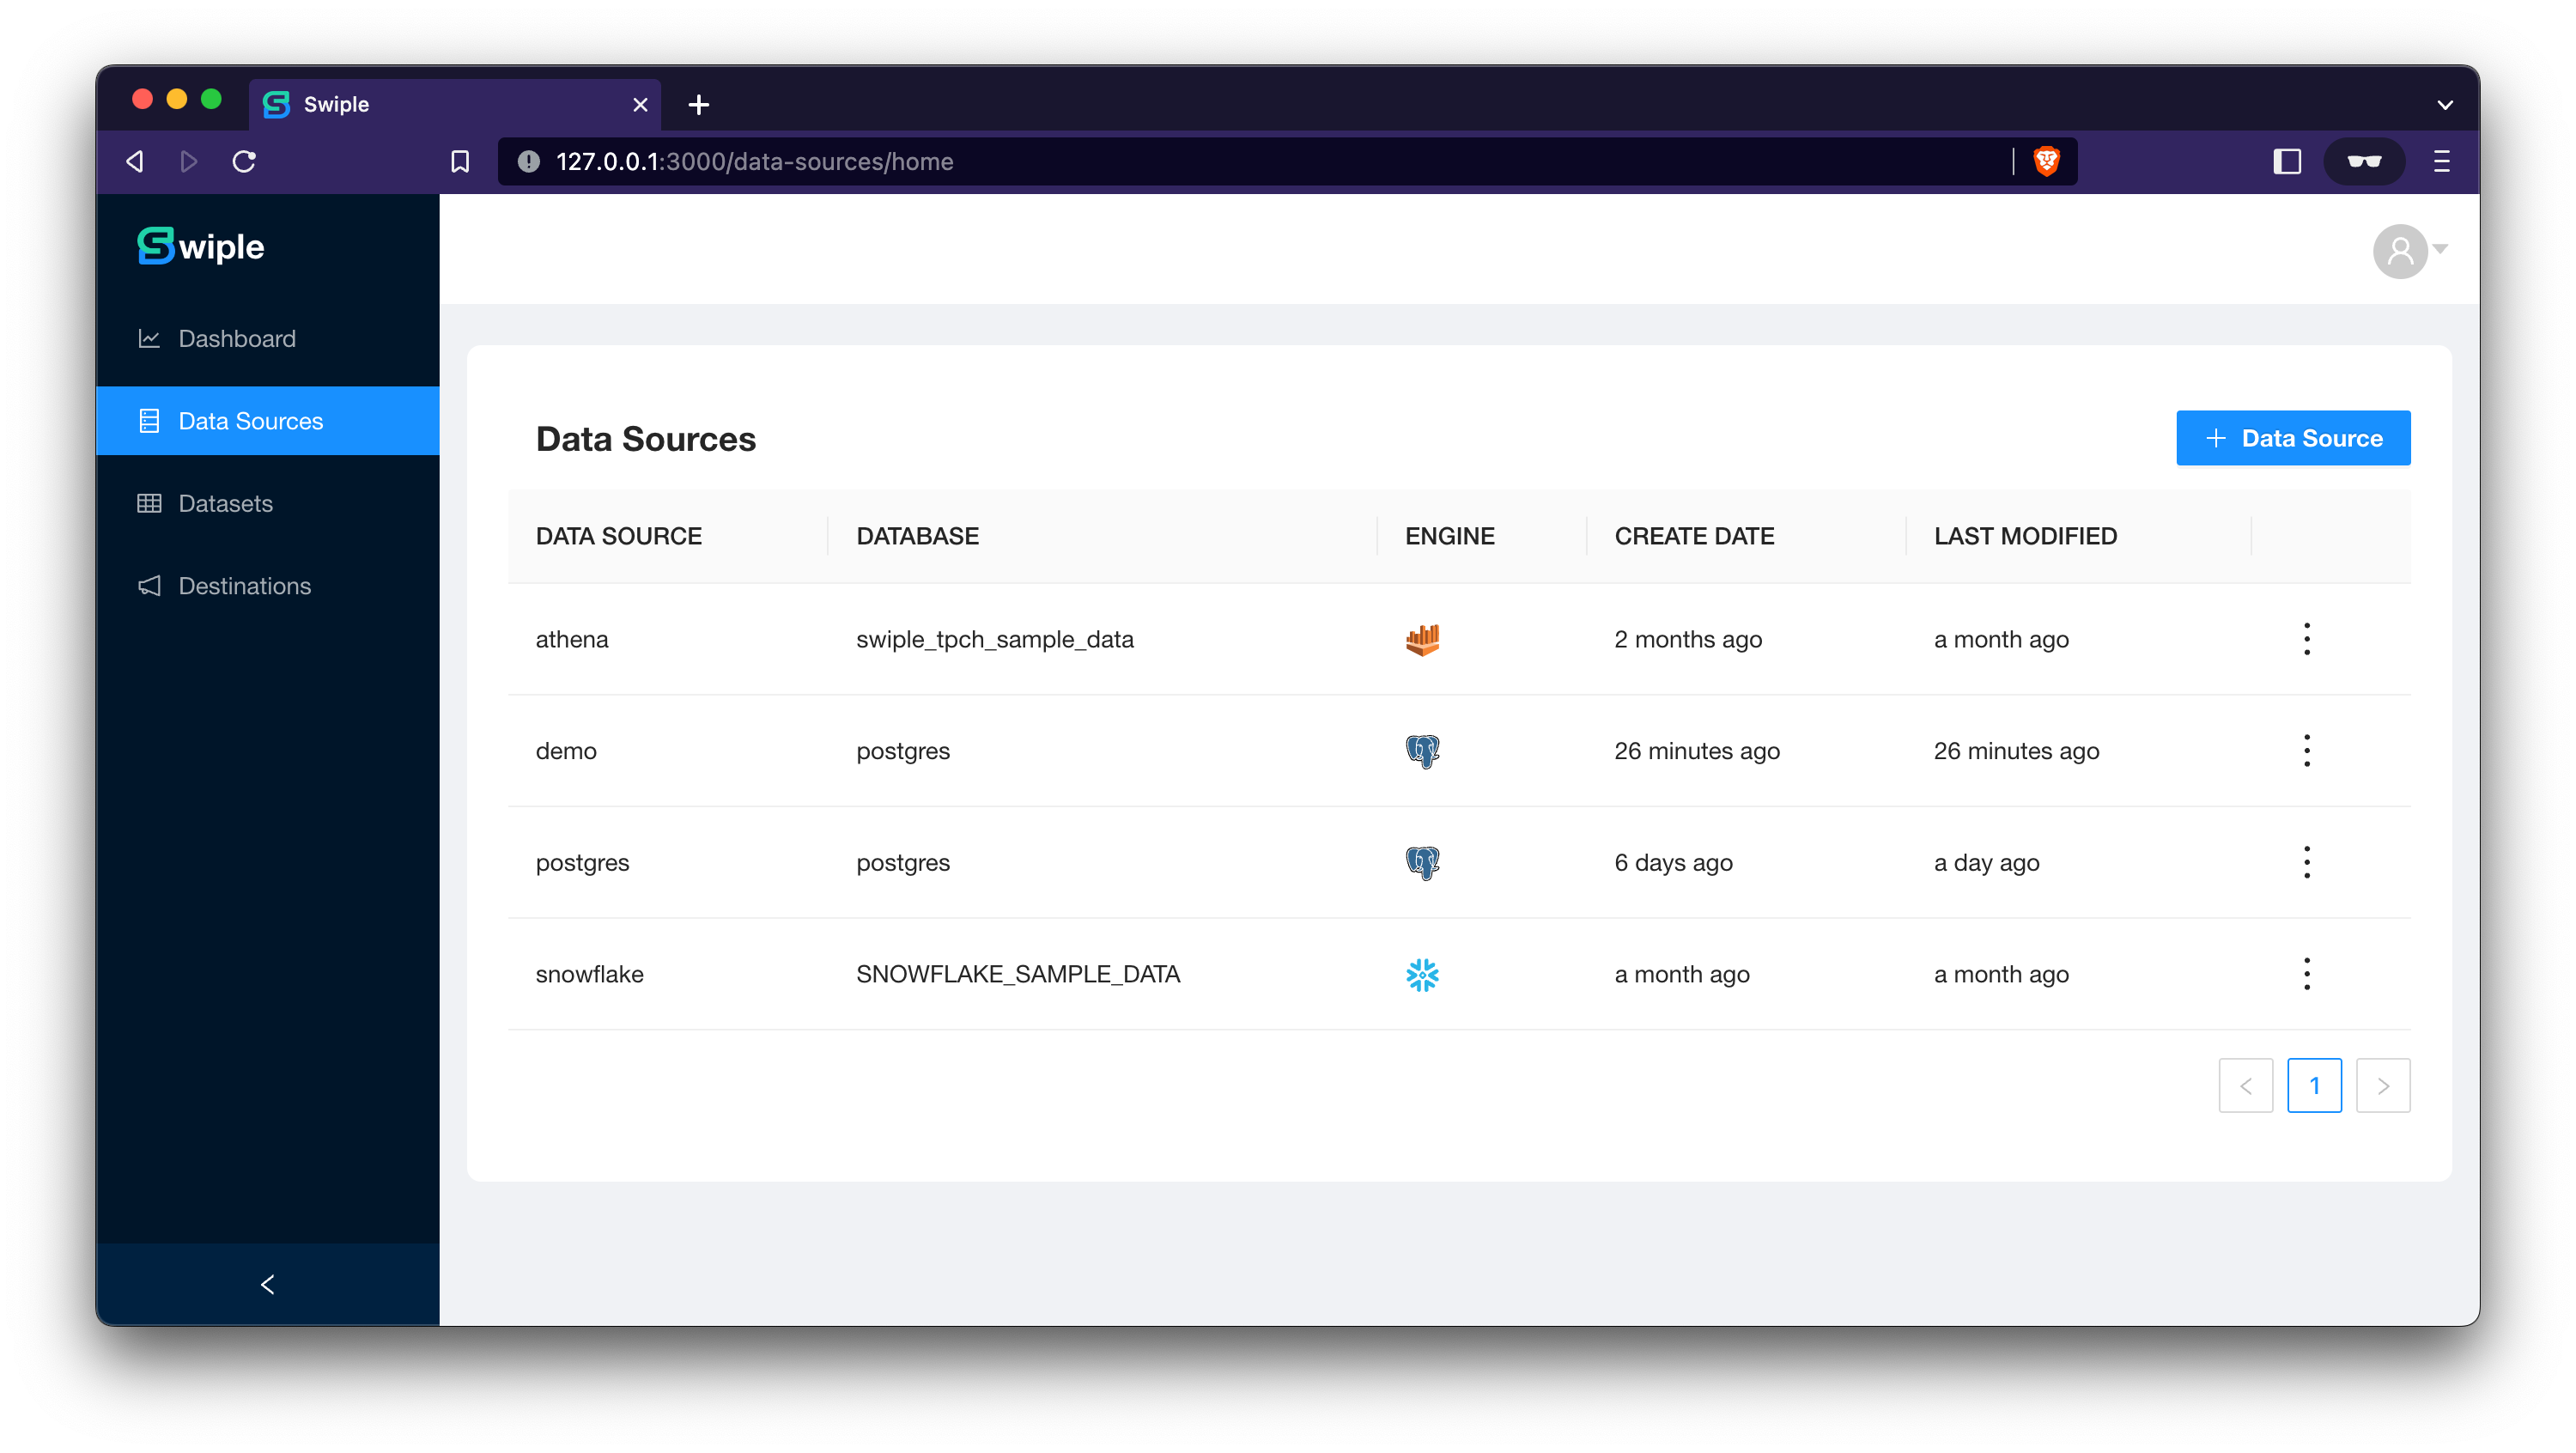 Swiple
127.0.0.1:3000/data-sources/home
Swiple
Dashboard
Data Sources
Datasets
Destinations
Data Sources
+ Data Source
DATA SOURCE DATABASE ENGINE CREATE DATE LAST MODIFIED
athena swiple_tpch_sample_data 2 months ago a month ago
demo postgres 26 minutes ago 26 minutes ago
postgres postgres 6 days ago a day ago
snowflake SNOWFLAKE_SAMPLE_DATA a month ago a month ago
1